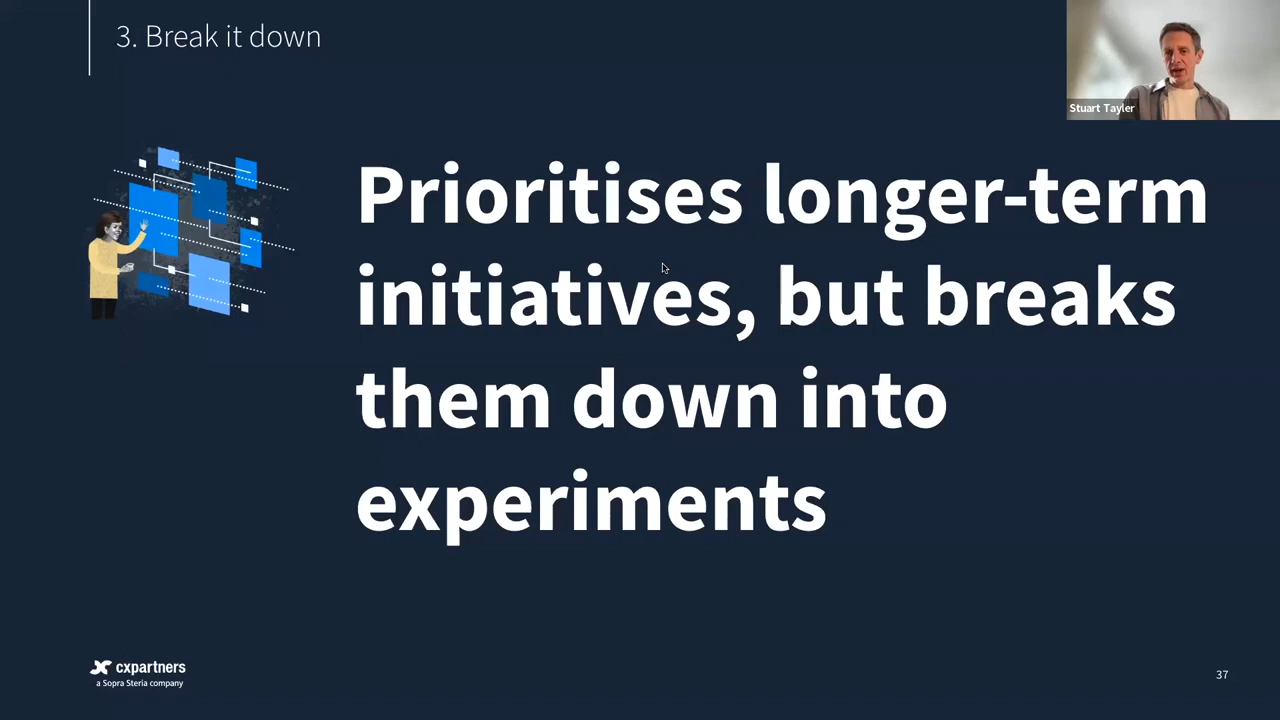 3. Break it down
Stuart Tayler
Prioritises longer-term
initiatives, but breaks
them down into
experiments
cxpartners
a Sopra Steria company
37